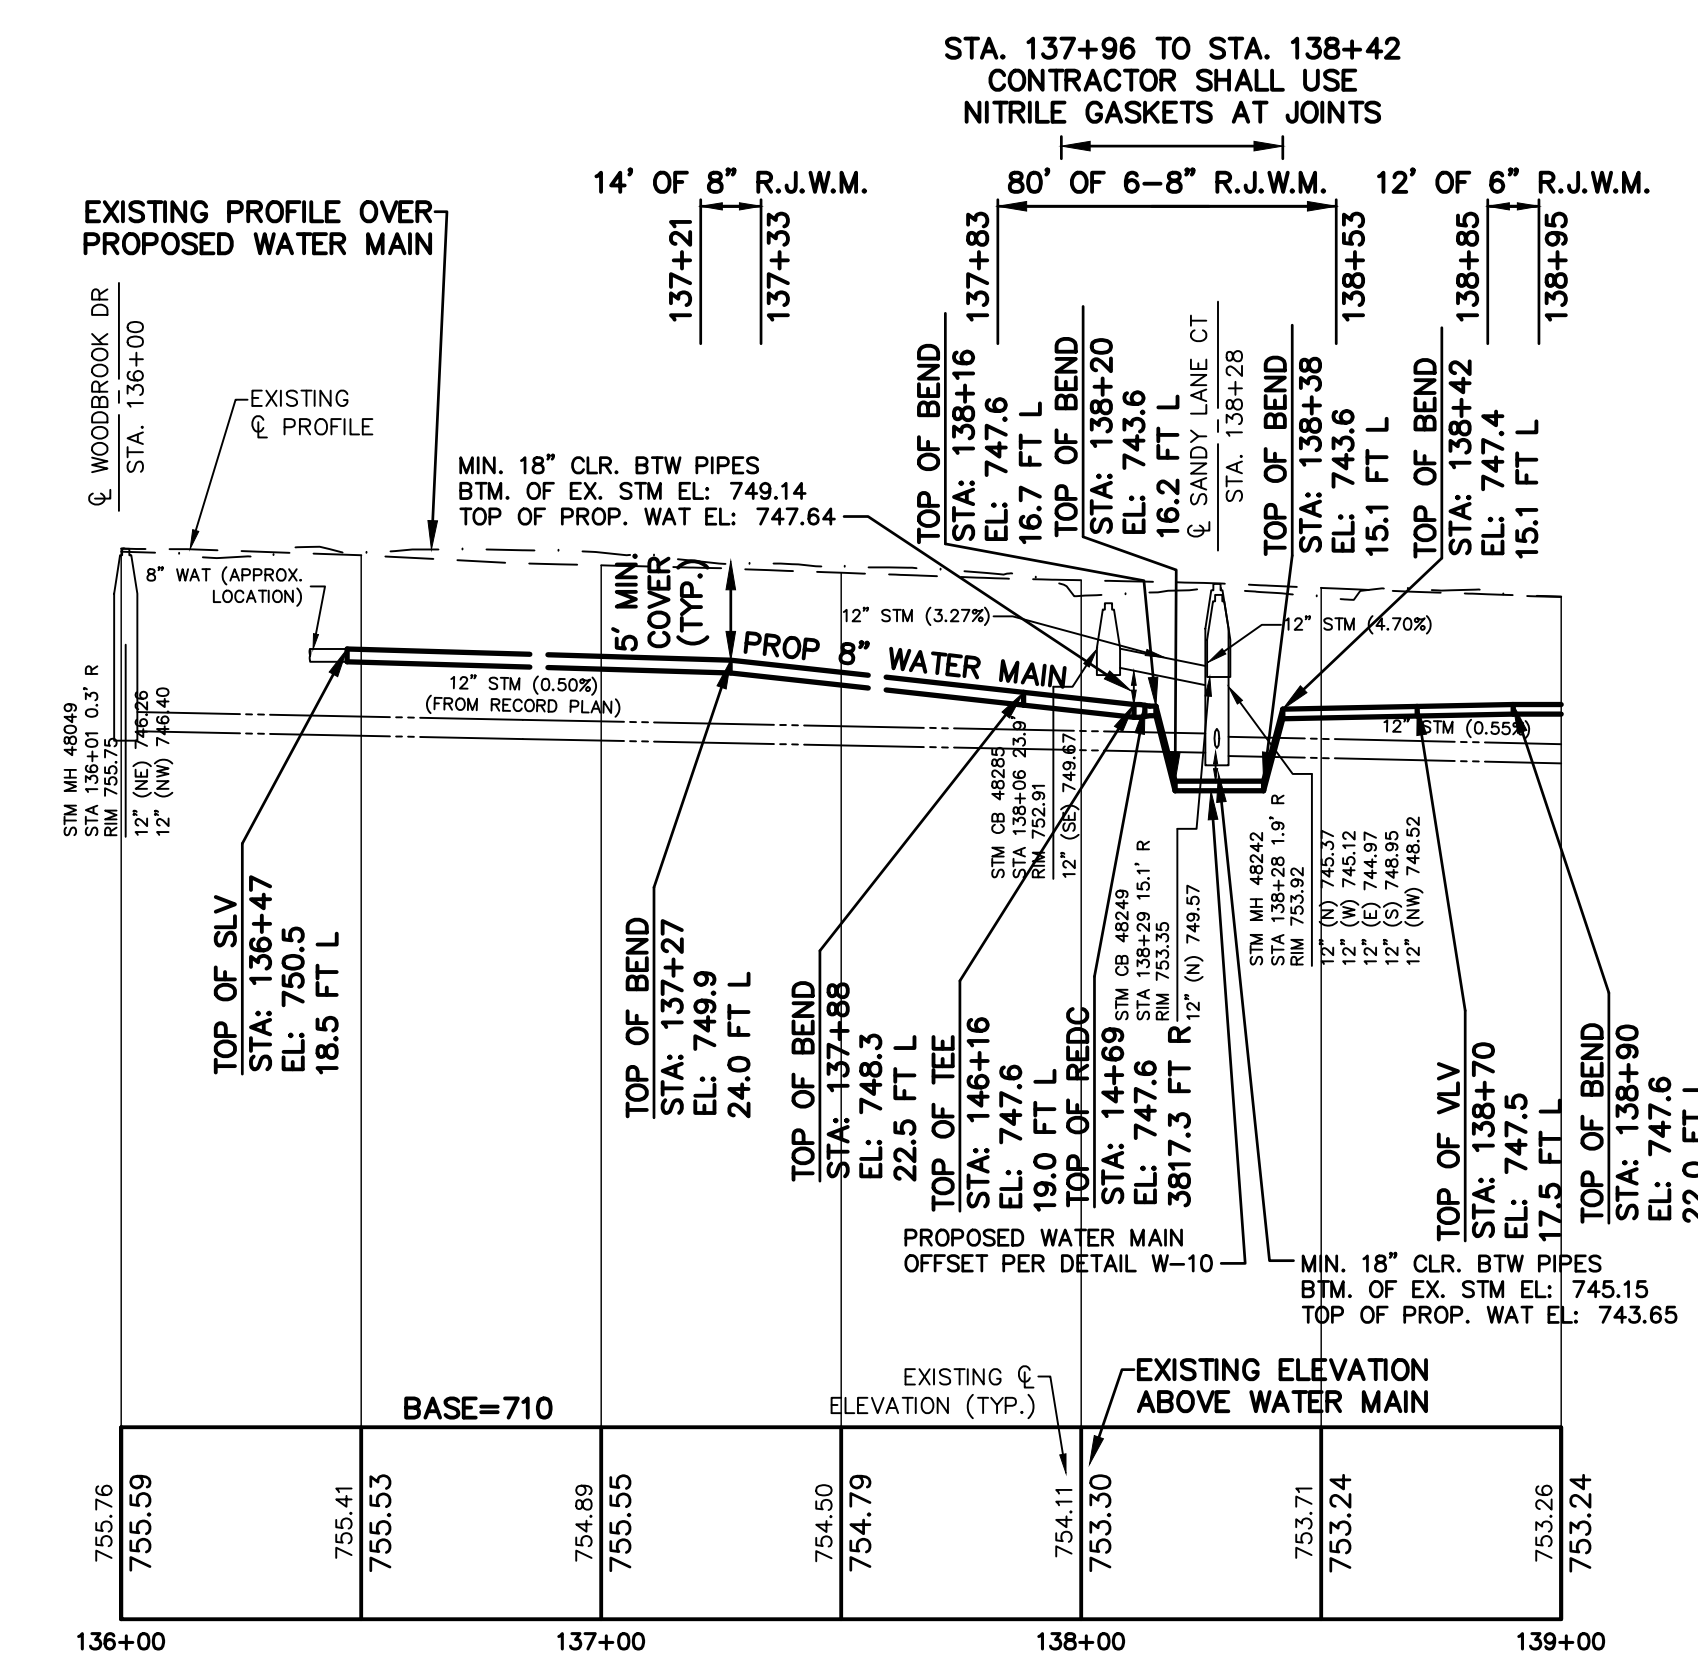 STA. 137+96 TO STA. 138+42
CONTRACTOR SHALL USE
NITRILE GASKETS AT JOINTS
14' OF 8" R.J.W.M.
80' OF 6-8" R.J.W.M.
12' OF 6" R.J.W.M.
137+21
137+33
137+83
138+53
138+85
138+95
EXISTING PROFILE OVER
PROPOSED WATER MAIN
℄ WOODBROOK DR
STA. 136+00
EXISTING
℄ PROFILE
MIN. 18" CLR. BTW PIPES
BTM. OF EX. STM EL: 749.14
TOP OF PROP. WAT EL: 747.64
TOP OF BEND
STA: 138+16
EL: 747.6
16.7 FT L
TOP OF BEND
STA: 138+20
EL: 743.6
16.2 FT L
℄ SANDY LANE CT
STA. 138+28
TOP OF BEND
STA: 138+38
EL: 743.6
15.1 FT L
TOP OF BEND
STA: 138+42
EL: 747.4
15.1 FT L
8" WAT (APPROX.
LOCATION)
5' MIN.
COVER
(TYP.)
PROP 8" WATER MAIN
12" STM (3.27%)
12" STM (4.70%)
12" STM (0.50%)
(FROM RECORD PLAN)
12" STM (0.55%)
STM MH 48049
STA 136+01 0.3' R
RIM 755.75
12" (NE) 746.26
12" (NW) 746.40
STM CB 48285
STA 138+06 23.9'
RIM 752.91
12" (SE) 749.67
STM CB 48249
STA 138+29 15.1' R
RIM 753.35
12" (N) 749.57
STM MH 48242
STA 138+28 1.9' R
RIM 753.92
12" (N) 745.37
12" (W) 745.12
12" (E) 744.97
12" (S) 748.95
12" (NW) 748.52
TOP OF SLV
STA: 136+47
EL: 750.5
18.5 FT L
TOP OF BEND
STA: 137+27
EL: 749.9
24.0 FT L
TOP OF BEND
STA: 137+88
EL: 748.3
22.5 FT L
TOP OF TEE
STA: 146+16
EL: 747.6
19.0 FT L
TOP OF REDC
STA: 14+69
EL: 747.6
3817.3 FT R
TOP OF VLV
STA: 138+70
EL: 747.5
17.5 FT L
TOP OF BEND
STA: 138+90
EL: 747.6
22.0 FT L
PROPOSED WATER MAIN
OFFSET PER DETAIL W-10
MIN. 18" CLR. BTW PIPES
BTM. OF EX. STM EL: 745.15
TOP OF PROP. WAT EL: 743.65
EXISTING ℄
ELEVATION (TYP.)
EXISTING ELEVATION
ABOVE WATER MAIN
BASE=710
755.76
755.59
755.41
755.53
754.89
755.55
754.50
754.79
754.11
753.30
753.71
753.24
753.26
753.24
136+00
137+00
138+00
139+00